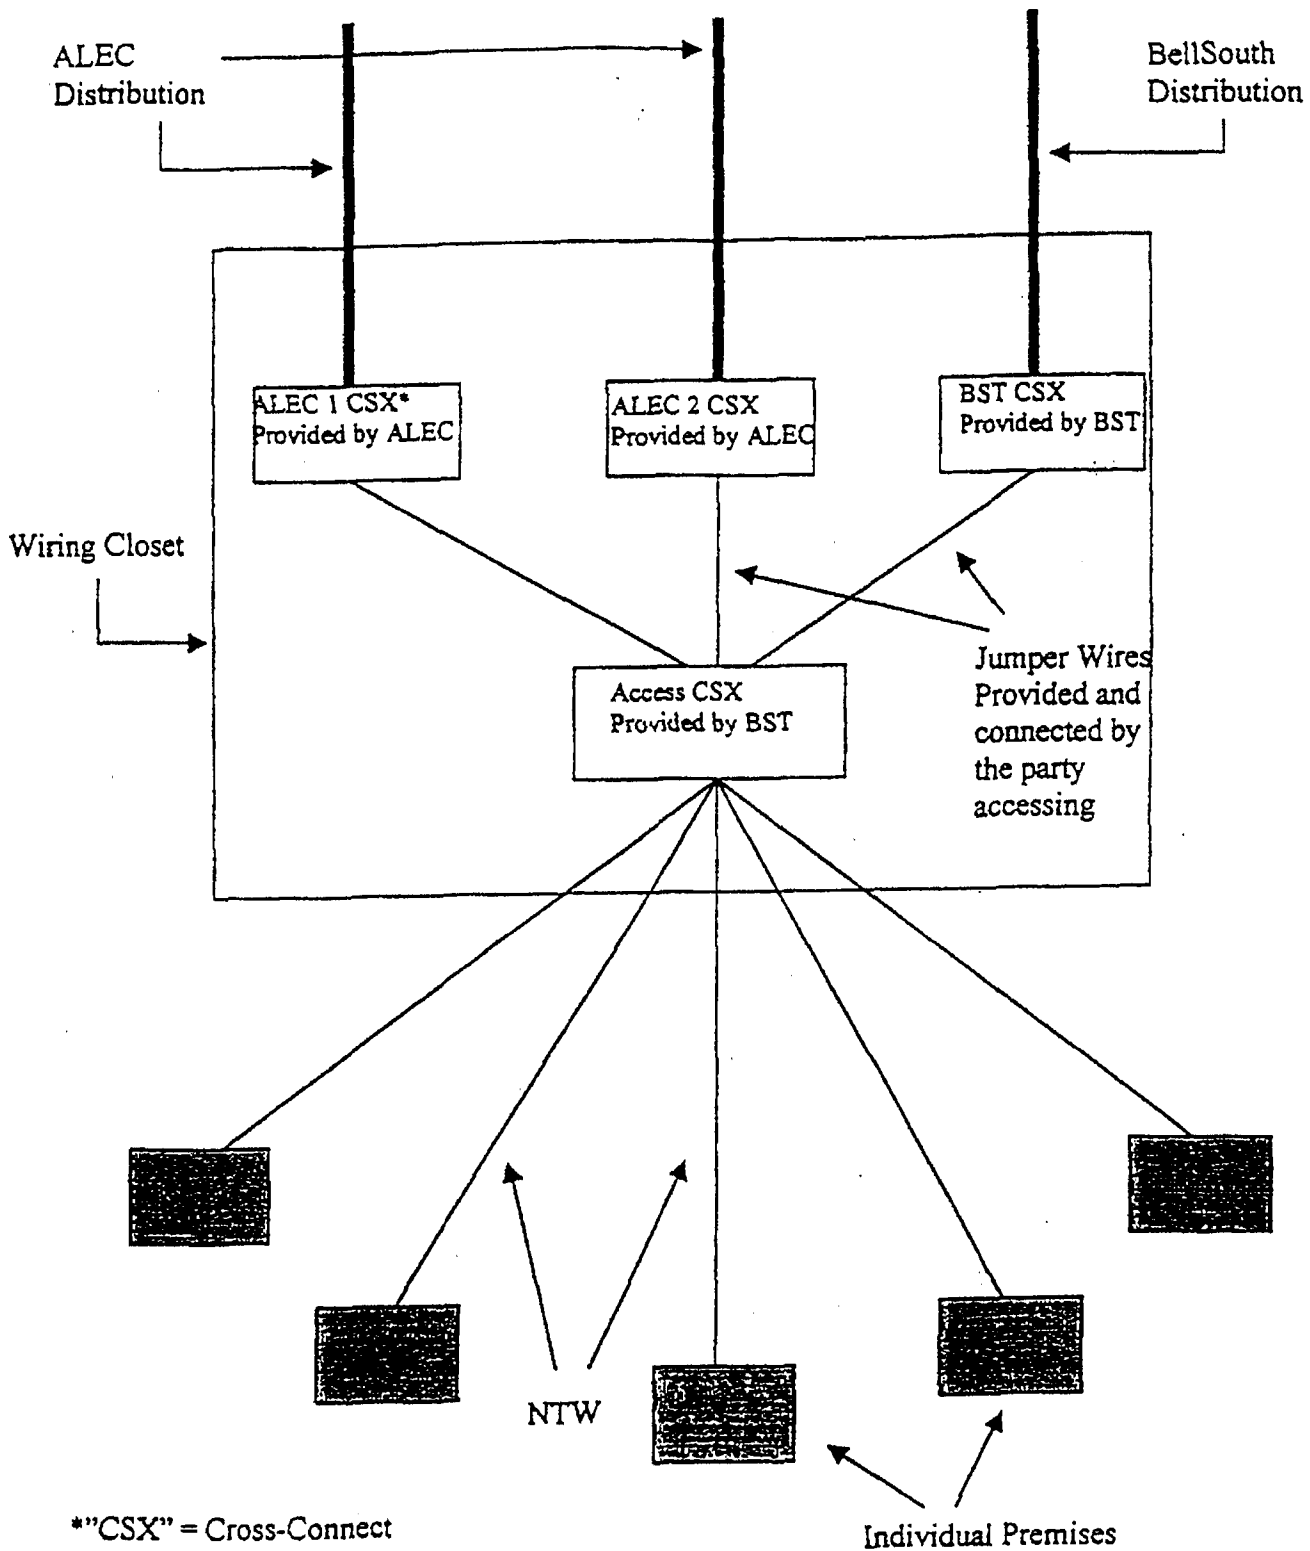 ALEC
Distribution
BellSouth
Distribution
ALEC 1 CSX*
Provided by ALEC
ALEC 2 CSX
Provided by ALEC
BST CSX
Provided by BST
Wiring Closet
Jumper Wires
Provided and
connected by
the party
accessing
Access CSX
Provided by BST
NTW
*"CSX" = Cross-Connect
Individual Premises